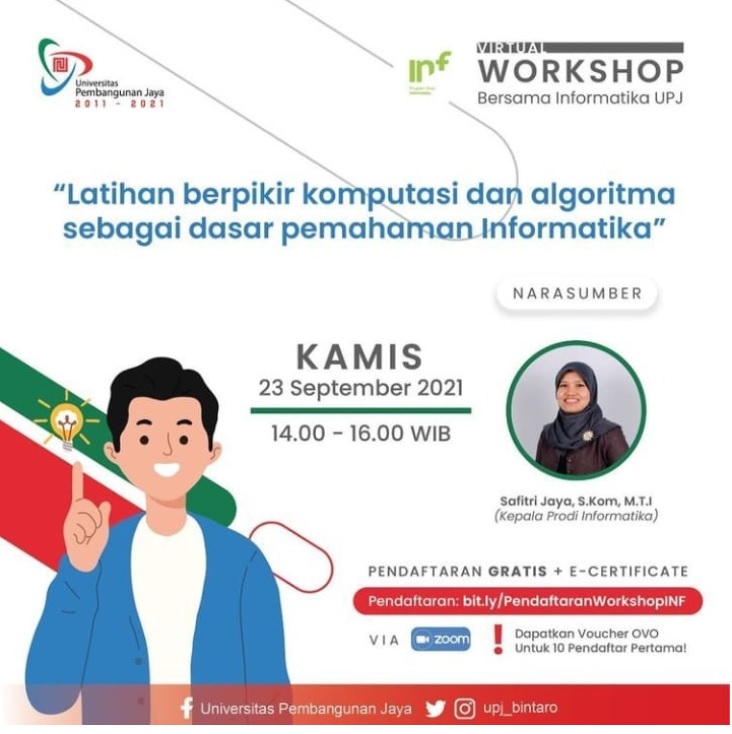 Universitas
Pembangunan Jaya
2011 - 2021
INF
VIRTUAL
WORKSHOP
Bersama Informatika UPJ
“Latihan berpikir komputasi dan algoritma
sebagai dasar pemahaman Informatika”
NARASUMBER
KAMIS
23 September 2021
14.00 - 16.00 WIB
Safitri Jaya, S.Kom, M.T.I
(Kepala Prodi Informatika)
PENDAFTARAN GRATIS + E-CERTIFICATE
Pendaftaran: bit.ly/PendaftaranWorkshopINF
VIA zoom
Dapatkan Voucher OVO
Untuk 10 Pendaftar Pertama!
Universitas Pembangunan Jaya upj_bintaro